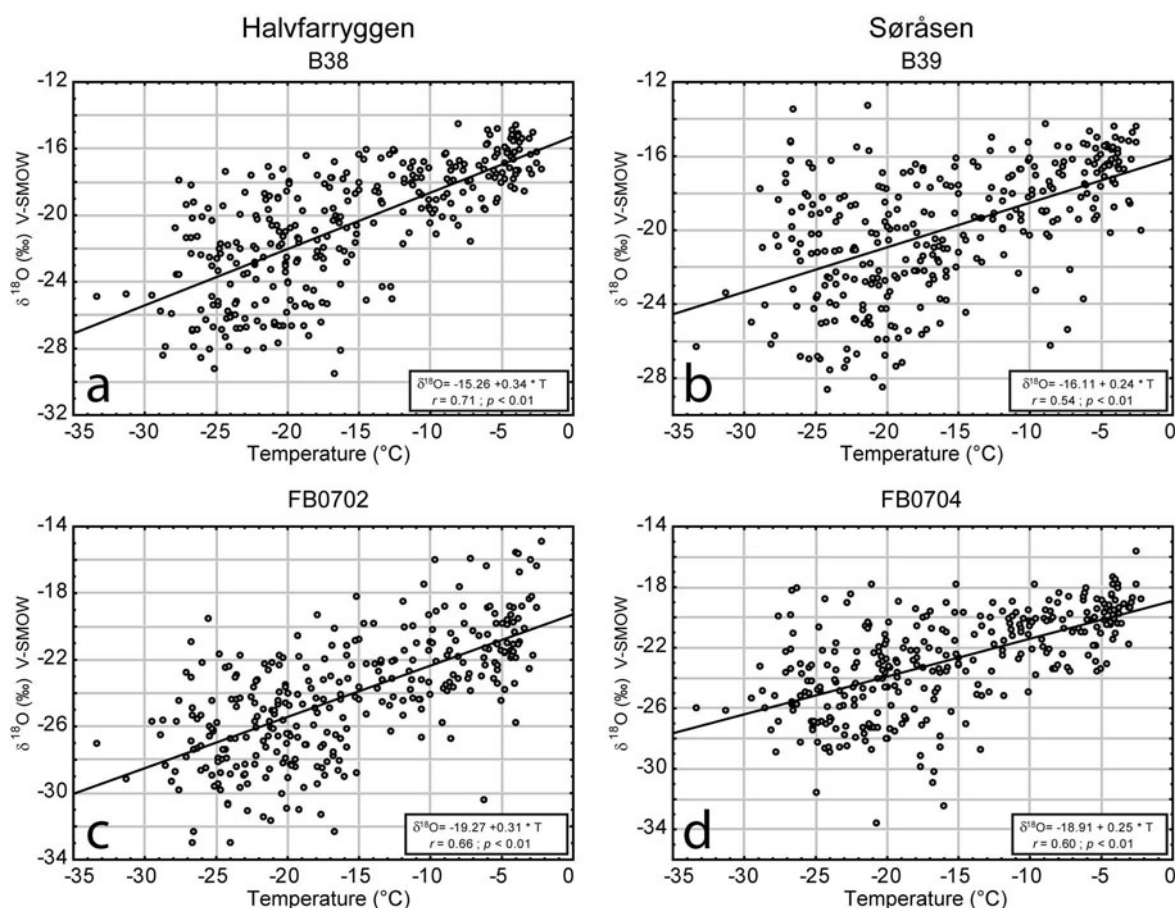 Halvfarryggen
Søråsen
B38
B39
-12
-16
-20
-24
-28
-32
δ 18O (‰) V-SMOW
a
δ18O= -15.26 +0.34 * T
r = 0.71 ; p < 0.01
-35 -30 -25 -20 -15 -10 -5 0
Temperature (°C)
-12
-16
-20
-24
-28
δ 18O (‰) V-SMOW
b
δ18O= -16.11 + 0.24 * T
r = 0.54 ; p < 0.01
-35 -30 -25 -20 -15 -10 -5 0
Temperature (°C)
FB0702
-14
-18
-22
-26
-30
-34
δ 18O (‰) V-SMOW
c
δ18O= -19.27 +0.31 * T
r = 0.66 ; p < 0.01
-35 -30 -25 -20 -15 -10 -5 0
Temperature (°C)
FB0704
-14
-18
-22
-26
-30
-34
δ 18O (‰) V-SMOW
d
δ18O= -18.91 + 0.25 * T
r = 0.60 ; p < 0.01
-35 -30 -25 -20 -15 -10 -5 0
Temperature (°C)